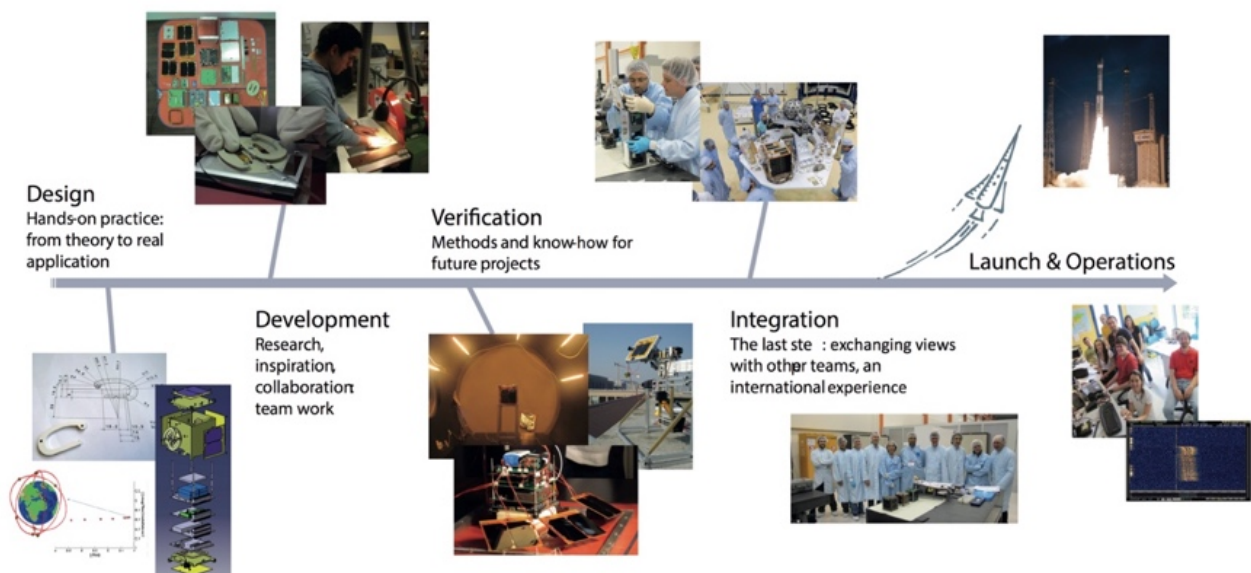 Design
Hands-on practice:
from theory to real
application
Verification
Methods and know-how for
future projects
Launch & Operations
Development
Research,
inspiration,
collaboration:
team work
Integration
The last ste : exchanging views
with other teams, an
international experience